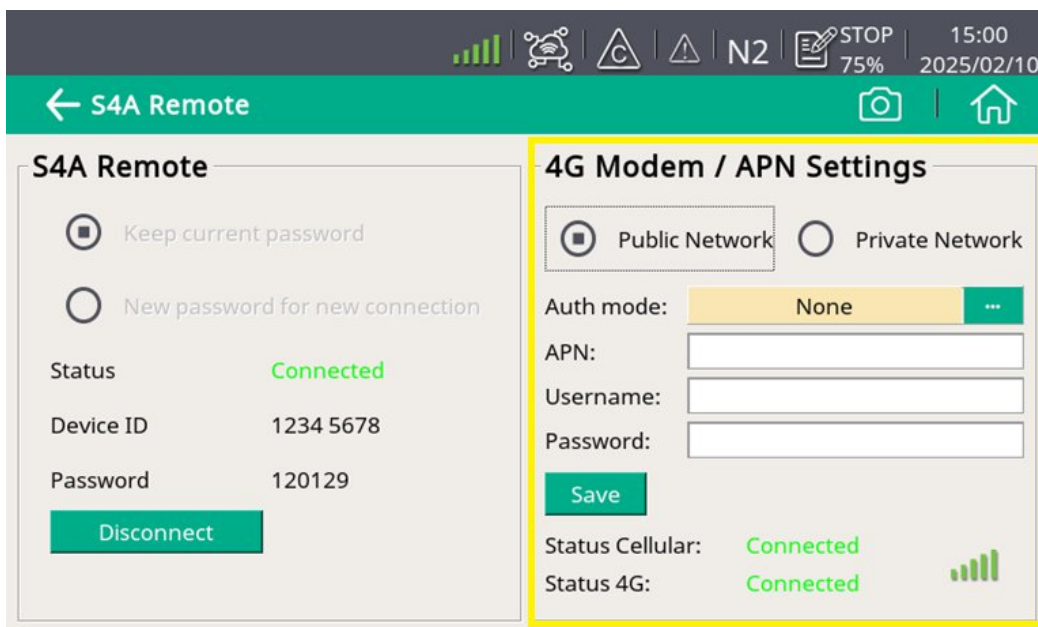 N2 STOP 15:00
75% 2025/02/10
S4A Remote
S4A Remote
Keep current password
New password for new connection
Status Connected
Device ID 1234 5678
Password 120129
Disconnect
4G Modem / APN Settings
Public Network Private Network
Auth mode: None ...
APN:
Username:
Password:
Save
Status Cellular: Connected
Status 4G: Connected